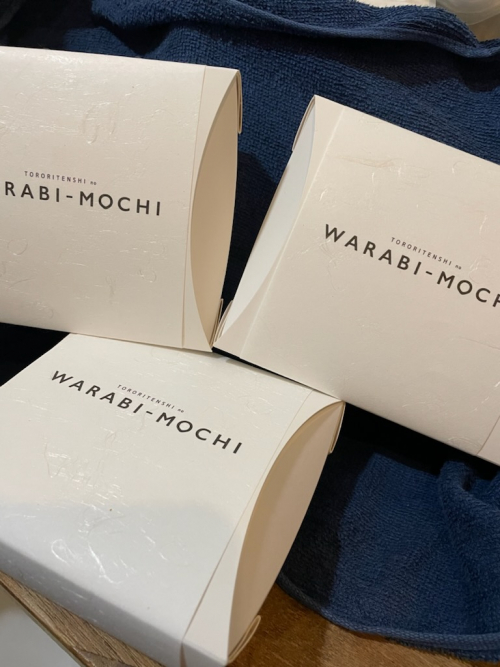 TORORITENSHI no
RABI-MOCHI
TORORITENSHI no
WARABI-MOCH
TORORITENSHI no
WARABI-MOCHI